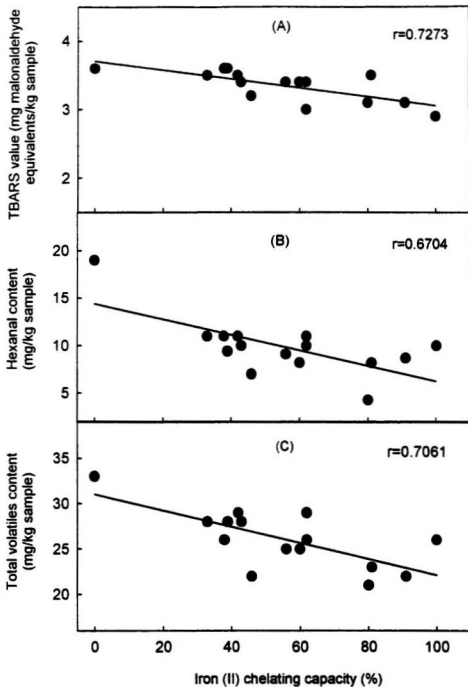 (A)
r=0.7273
TBARS value (mg malonaldehyde
equivalents/kg sample)
4
3
2
(B)
r=0.6704
Hexanal content
(mg/kg sample)
20
15
10
5
(C)
r=0.7061
Total volatiles content
(mg/kg sample)
35
30
25
20
0 20 40 60 80 100
Iron (II) chelating capacity (%)